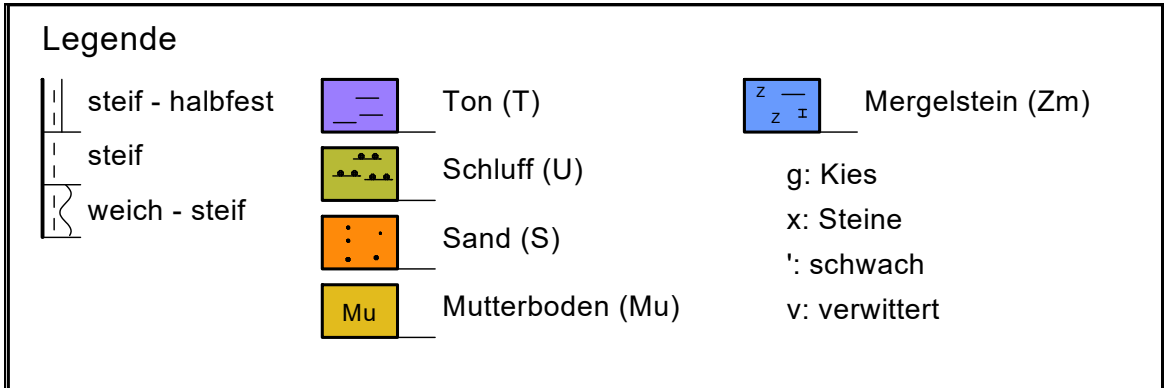 Legende
steif - halbfest
steif
weich - steif
Ton (T)
Schluff (U)
Sand (S)
Mu
Mutterboden (Mu)
z
z
Mergelstein (Zm)
g: Kies
x: Steine
': schwach
v: verwittert